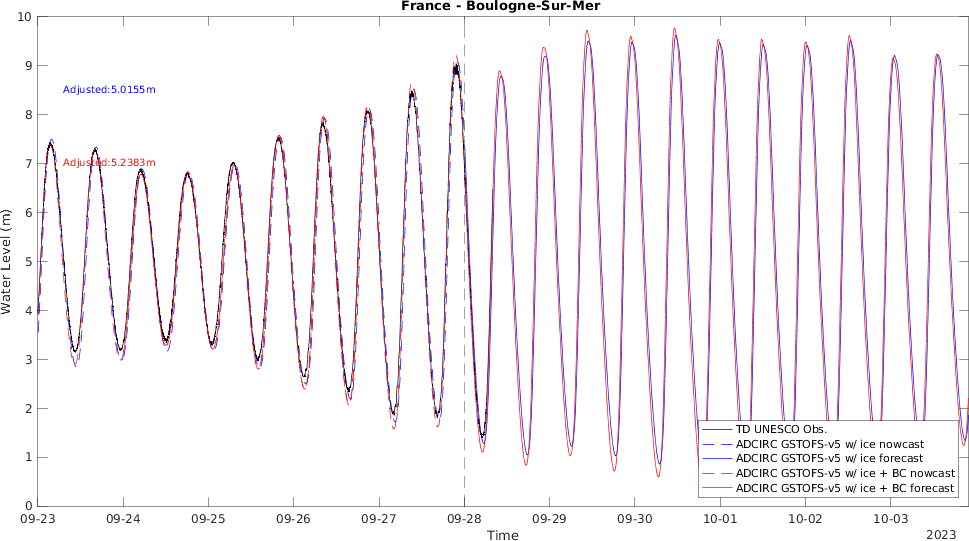 France - Boulogne-Sur-Mer
10
9
8
7
6
5
4
3
2
1
0
Water Level (m)
Adjusted:5.0155m
Adjusted:5.2383m
TD UNESCO Obs.
ADCIRC GSTOFS-v5 w/ ice nowcast
ADCIRC GSTOFS-v5 w/ ice forecast
ADCIRC GSTOFS-v5 w/ ice + BC nowcast
ADCIRC GSTOFS-v5 w/ ice + BC forecast
09-23 09-24 09-25 09-26 09-27 09-28 09-29 09-30 10-01 10-02 10-03
Time
2023